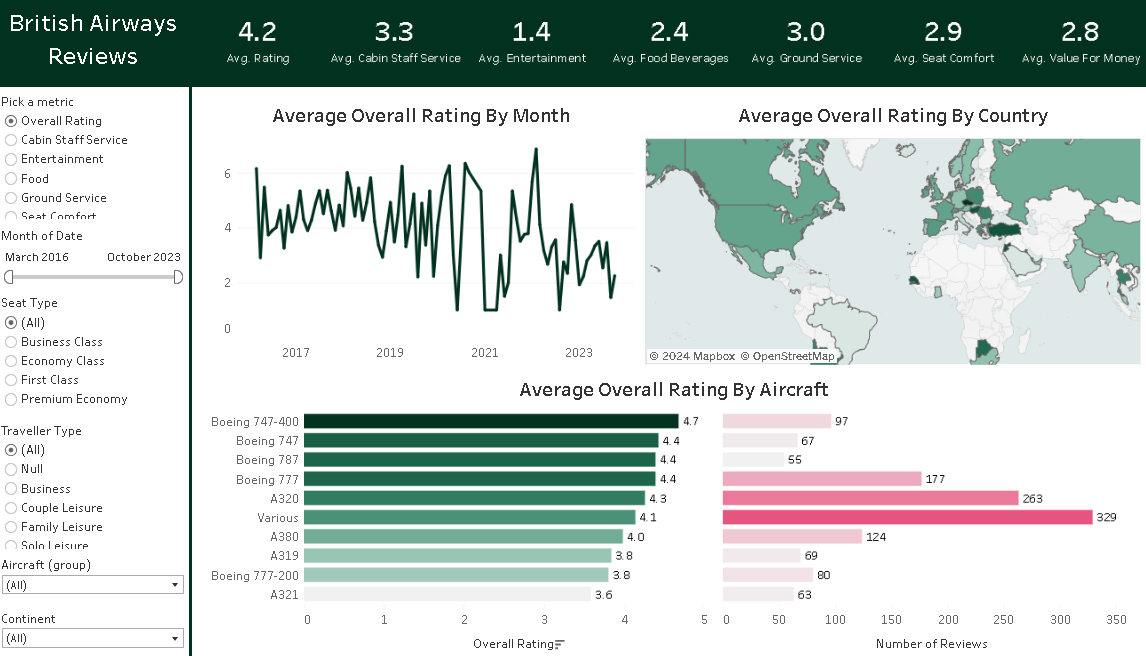 British Airways
Reviews
4.2
Avg. Rating
3.3
Avg. Cabin Staff Service
1.4
Avg. Entertainment
2.4
Avg. Food Beverages
3.0
Avg. Ground Service
2.9
Avg. Seat Comfort
2.8
Avg. Value For Money
Pick a metric
Overall Rating
Cabin Staff Service
Entertainment
Food
Ground Service
Seat Comfort
Month of Date
March 2016 October 2023
Seat Type
(All)
Business Class
Economy Class
First Class
Premium Economy
Traveller Type
(All)
Null
Business
Couple Leisure
Family Leisure
Solo Leisure
Aircraft (group)
(All)
Continent
(All)
Average Overall Rating By Month
6
4
2
0
2017 2019 2021 2023
Average Overall Rating By Country
© 2024 Mapbox © OpenStreetMap
Average Overall Rating By Aircraft
Boeing 747-400 4.7 97
Boeing 747 4.4 67
Boeing 787 4.4 55
Boeing 777 4.4 177
A320 4.3 263
Various 4.1 329
A380 4.0 124
A319 3.8 69
Boeing 777-200 3.8 80
A321 3.6 63
0 1 2 3 4 5 0 50 100 150 200 250 300 350
Overall Rating Number of Reviews